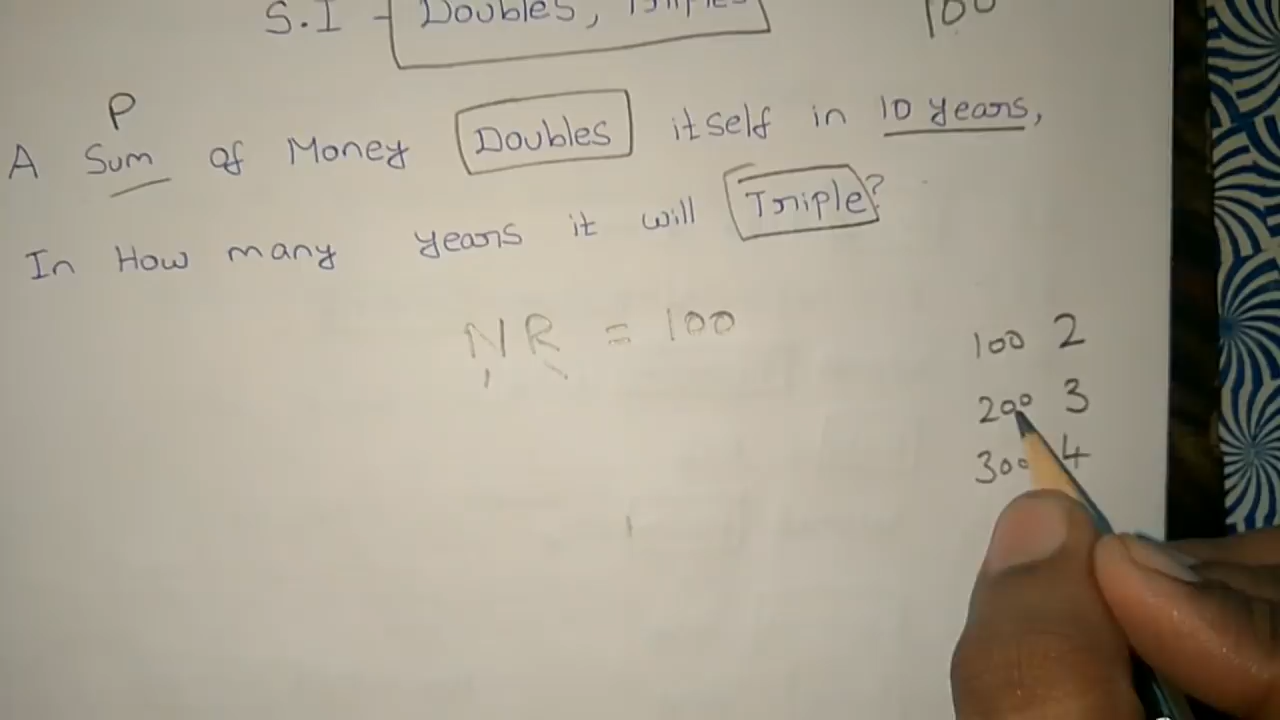 S.I - Doubles, Triples 100
P
A Sum of Money Doubles itself in 10 years,
In How many years it will Triple?
NR = 100
100 2
200 3
300 4